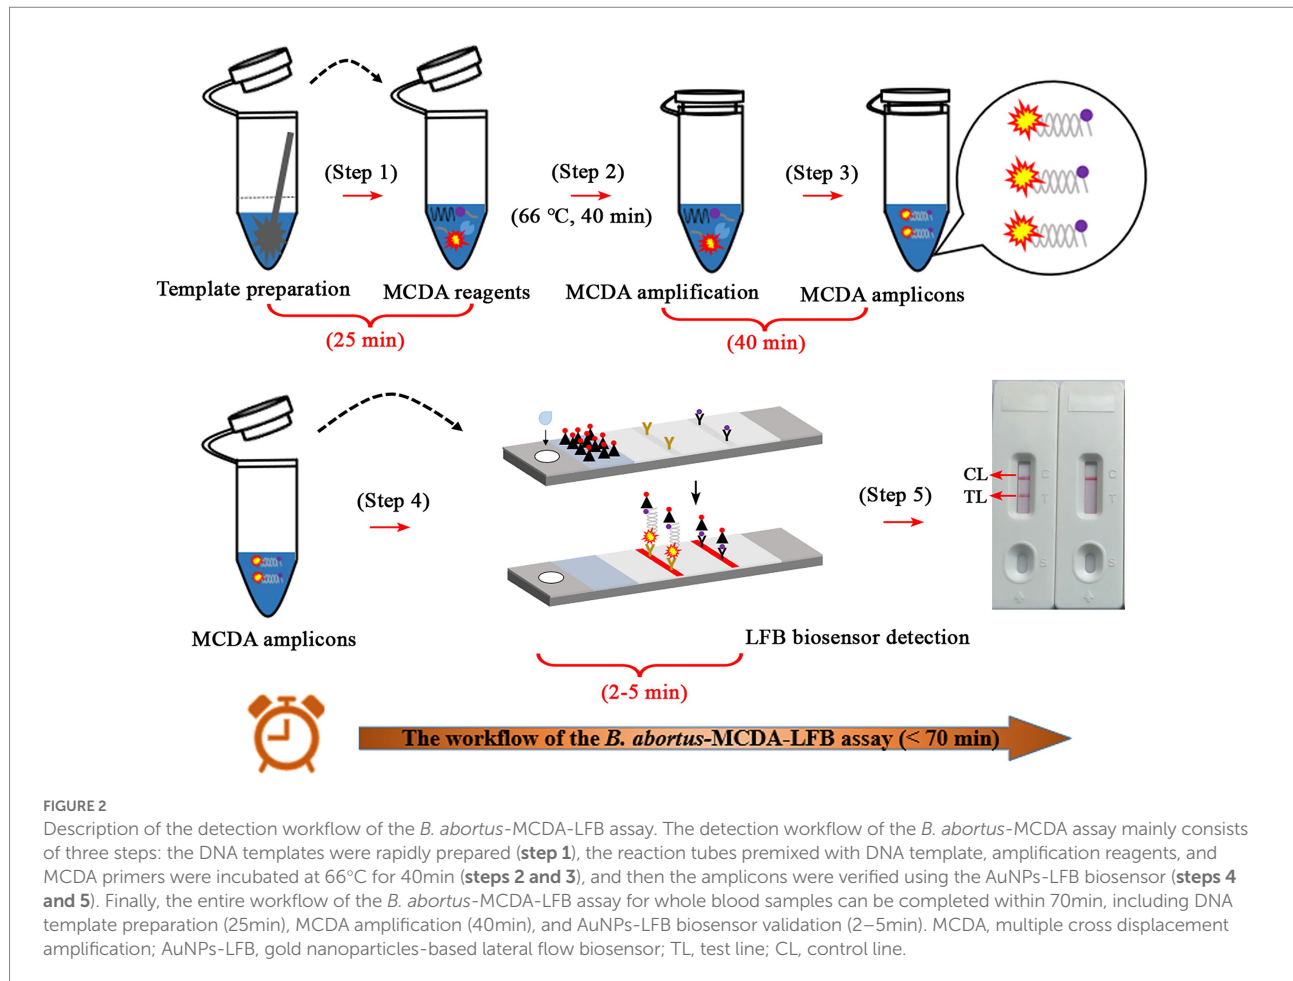 (Step 1)
(Step 2)
(66 °C, 40 min)
(Step 3)
Template preparation
MCDA reagents
MCDA amplification
MCDA amplicons
(25 min)
(40 min)
(Step 4)
(Step 5)
CL
TL
C
T
S
C
T
S
MCDA amplicons
LFB biosensor detection
(2-5 min)
The workflow of the B. abortus-MCDA-LFB assay (< 70 min)
FIGURE 2
Description of the detection workflow of the B. abortus-MCDA-LFB assay. The detection workflow of the B. abortus-MCDA assay mainly consists
of three steps: the DNA templates were rapidly prepared (step 1), the reaction tubes premixed with DNA template, amplification reagents, and
MCDA primers were incubated at 66°C for 40min (steps 2 and 3), and then the amplicons were verified using the AuNPs-LFB biosensor (steps 4
and 5). Finally, the entire workflow of the B. abortus-MCDA-LFB assay for whole blood samples can be completed within 70min, including DNA
template preparation (25min), MCDA amplification (40min), and AuNPs-LFB biosensor validation (2–5min). MCDA, multiple cross displacement
amplification; AuNPs-LFB, gold nanoparticles-based lateral flow biosensor; TL, test line; CL, control line.